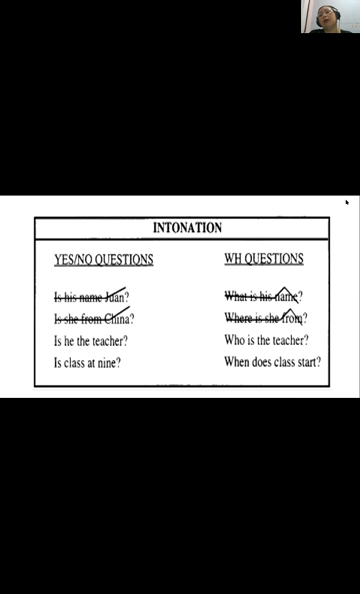 INTONATION
YES/NO QUESTIONS
Is his name Juan?
Is she from China?
Is he the teacher?
Is class at nine?
WH QUESTIONS
What is his name?
Where is she from?
Who is the teacher?
When does class start?